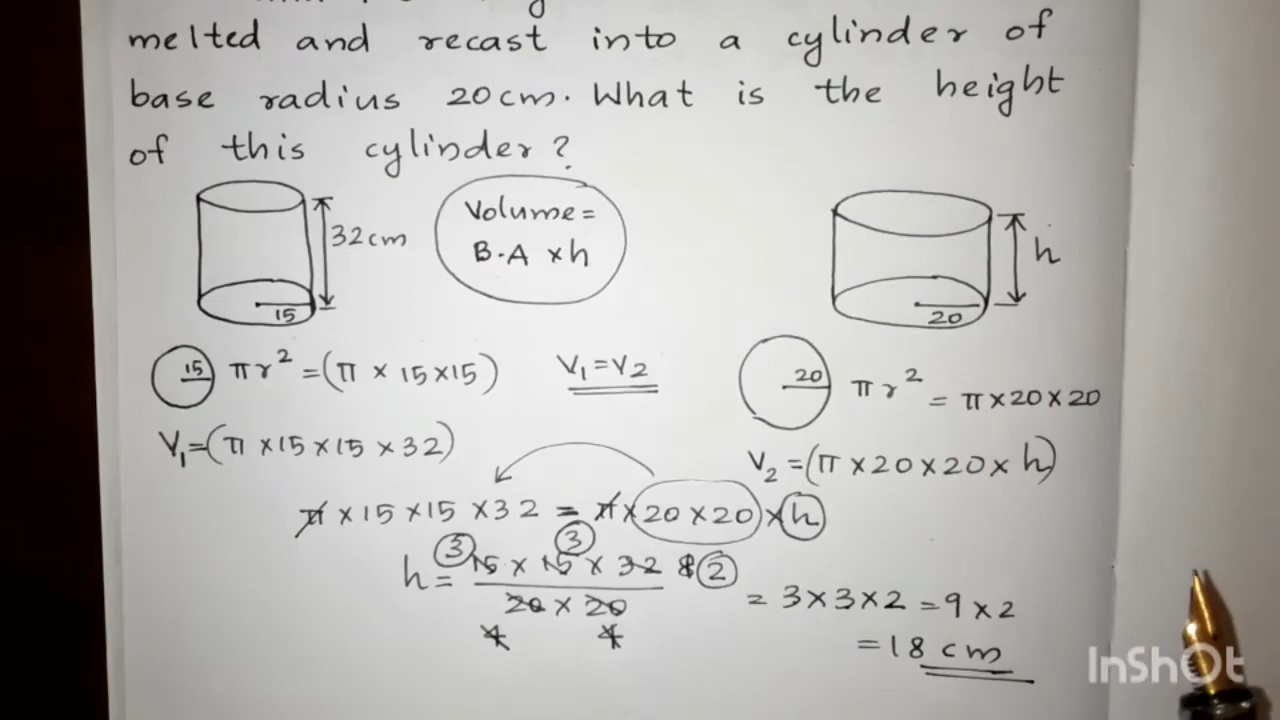 melted and recast into a cylinder of
base radius 20cm. What is the height
of this cylinder?
32cm
15
Volume =
B.A × h
h
20
15 πr² = (π × 15×15)
V₁=V₂
20 πr² = π×20×20
V₁=(π ×15×15 ×32)
V₂ =(π ×20×20× h)
π ×15 ×15 ×32 = π×20×20×h
h = 15 × 15 × 32 8 2
3 3
20 × 20
4 4
= 3×3×2 =9×2
=18 cm
InShOt